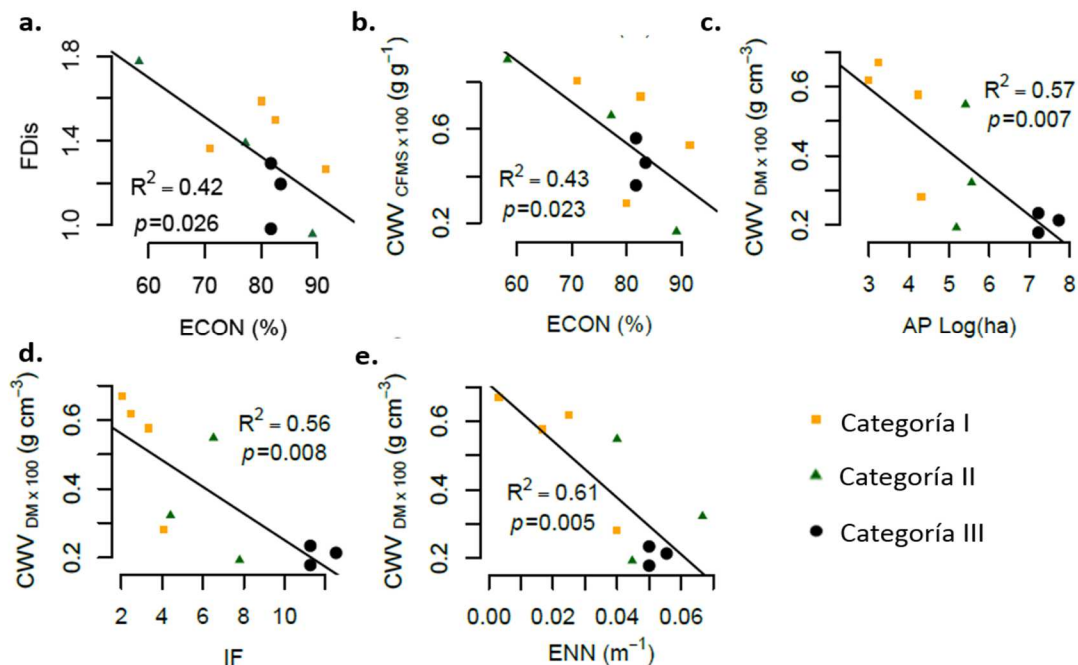 a.
FDis
1.8
1.4
1.0
R² = 0.42
p=0.026
60 70 80 90
ECON (%)
b.
CWV CFMS x 100 (g g⁻¹)
0.6
0.2
R² = 0.43
p=0.023
60 70 80 90
ECON (%)
c.
CWV DM x 100 (g cm⁻³)
0.6
0.4
0.2
R² = 0.57
p=0.007
3 4 5 6 7 8
AP Log(ha)
d.
CWV DM x 100 (g cm⁻³)
0.6
0.4
0.2
R² = 0.56
p=0.008
2 4 6 8 10
IF
e.
CWV DM x 100 (g cm⁻³)
0.6
0.4
0.2
R² = 0.61
p=0.005
0.00 0.02 0.04 0.06
ENN (m⁻¹)
Categoría I
Categoría II
Categoría III